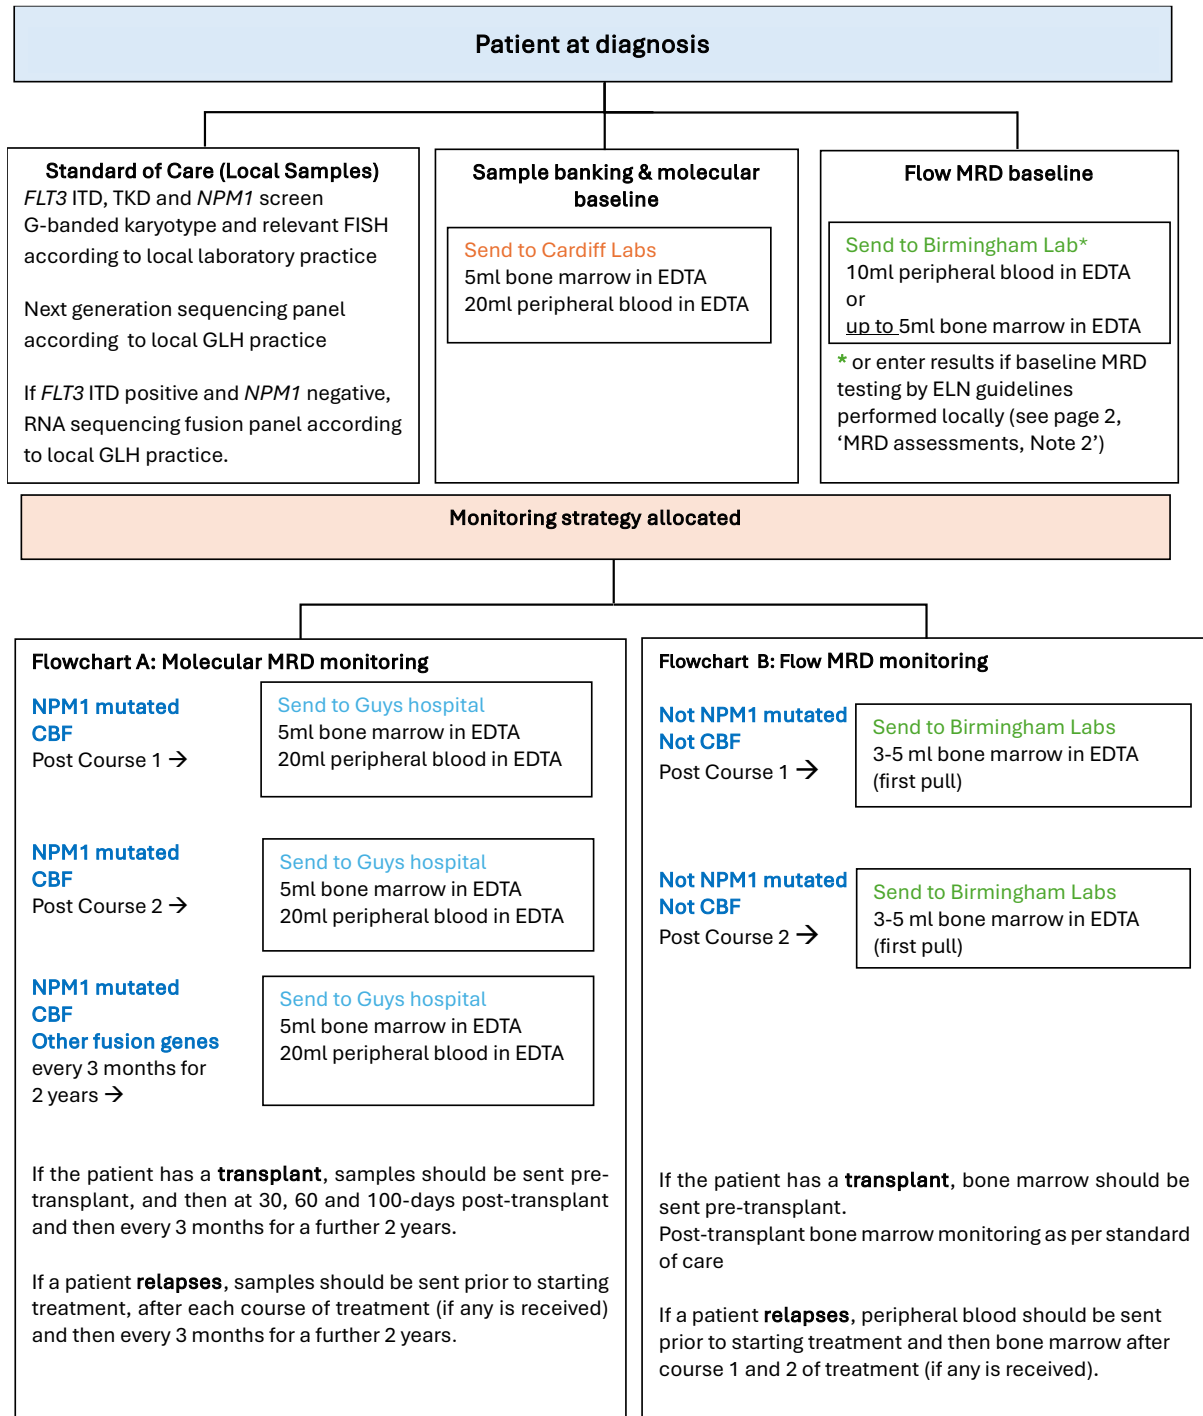 Patient at diagnosis
Standard of Care (Local Samples)
FLT3 ITD, TKD and NPM1 screen
G-banded karyotype and relevant FISH
according to local laboratory practice
Next generation sequencing panel
according to local GLH practice
If FLT3 ITD positive and NPM1 negative,
RNA sequencing fusion panel according
to local GLH practice.
Sample banking & molecular
baseline
Send to Cardiff Labs
5ml bone marrow in EDTA
20ml peripheral blood in EDTA
Flow MRD baseline
Send to Birmingham Lab*
10ml peripheral blood in EDTA
or
up to 5ml bone marrow in EDTA
* or enter results if baseline MRD
testing by ELN guidelines
performed locally (see page 2,
‘MRD assessments, Note 2’)
Monitoring strategy allocated
Flowchart A: Molecular MRD monitoring
NPM1 mutated
CBF
Post Course 1 →
Send to Guys hospital
5ml bone marrow in EDTA
20ml peripheral blood in EDTA
NPM1 mutated
CBF
Post Course 2 →
Send to Guys hospital
5ml bone marrow in EDTA
20ml peripheral blood in EDTA
NPM1 mutated
CBF
Other fusion genes
every 3 months for
2 years →
Send to Guys hospital
5ml bone marrow in EDTA
20ml peripheral blood in EDTA
If the patient has a transplant, samples should be sent pre-
transplant, and then at 30, 60 and 100-days post-transplant
and then every 3 months for a further 2 years.
If a patient relapses, samples should be sent prior to starting
treatment, after each course of treatment (if any is received)
and then every 3 months for a further 2 years.
Flowchart B: Flow MRD monitoring
Not NPM1 mutated
Not CBF
Post Course 1 →
Send to Birmingham Labs
3-5 ml bone marrow in EDTA
(first pull)
Not NPM1 mutated
Not CBF
Post Course 2 →
Send to Birmingham Labs
3-5 ml bone marrow in EDTA
(first pull)
If the patient has a transplant, bone marrow should be
sent pre-transplant.
Post-transplant bone marrow monitoring as per standard
of care
If a patient relapses, peripheral blood should be sent
prior to starting treatment and then bone marrow after
course 1 and 2 of treatment (if any is received).